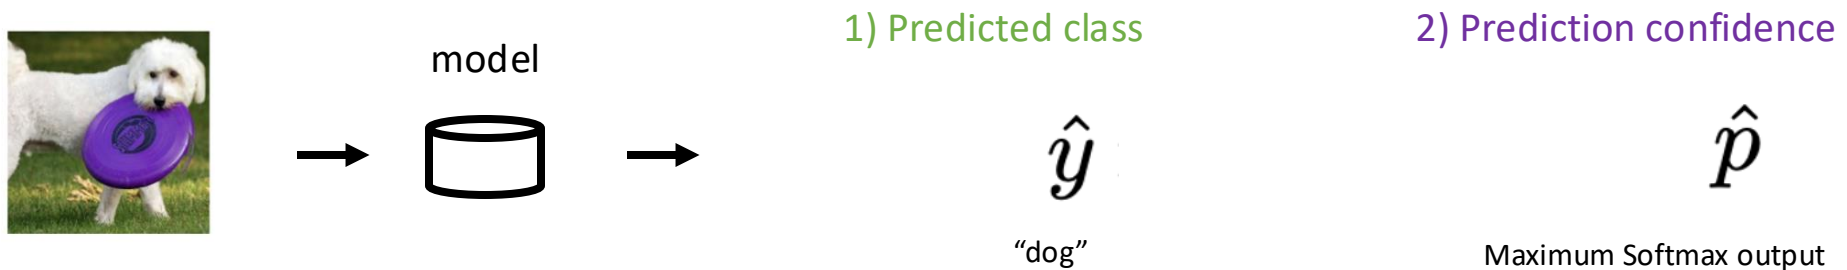 model
1) Predicted class
2) Prediction confidence
ŷ
p̂
“dog”
Maximum Softmax output